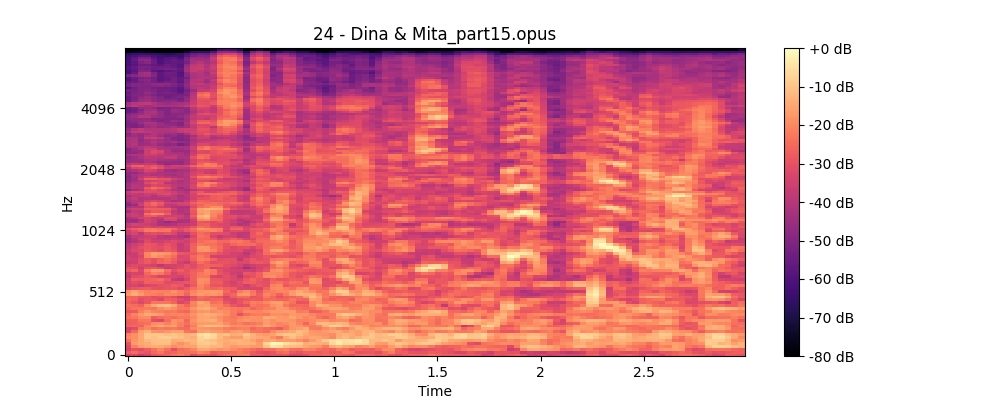 24 - Dina & Mita_part15.opus
Hz
4096
2048
1024
512
0
0
0.5
1
1.5
2
2.5
Time
+0 dB
-10 dB
-20 dB
-30 dB
-40 dB
-50 dB
-60 dB
-70 dB
-80 dB